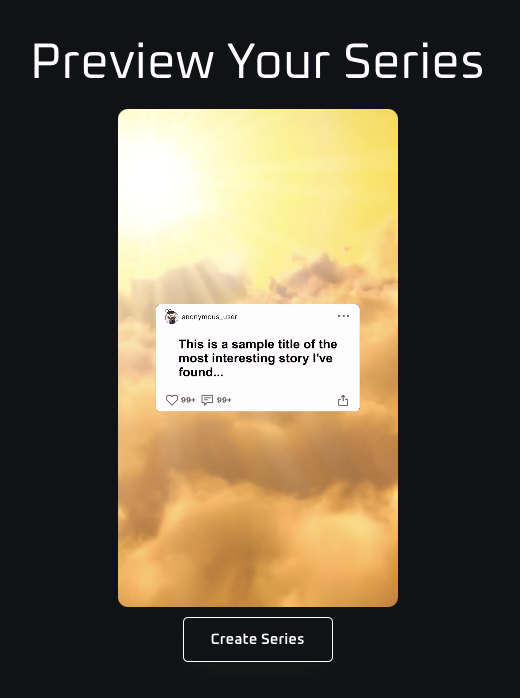 Preview Your Series
anonymous_user
This is a sample title of the
most interesting story I've
found...
99+ 99+
Create Series